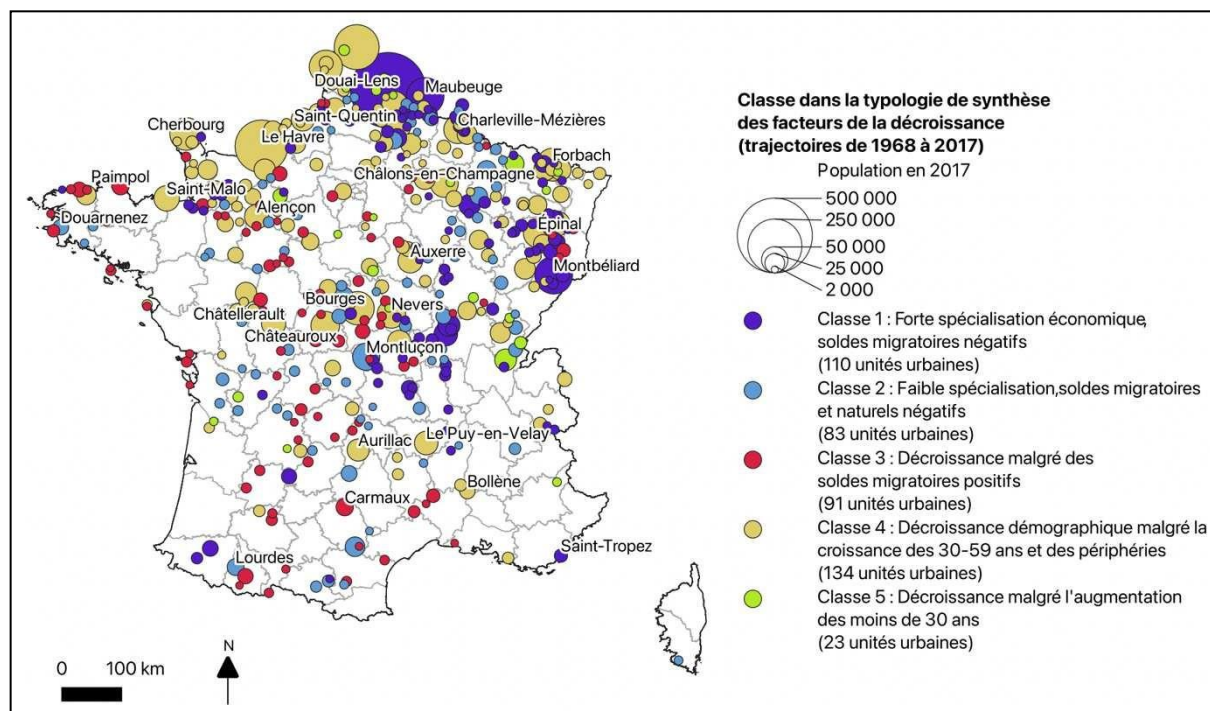 Douai-Lens
Maubeuge
Saint-Quentin
Charleville-Mézières
Cherbourg
Le Havre
Forbach
Châlons-en-Champagne
Paimpol
Saint-Malo
Alençon
Douarnenez
Épinal
Auxerre
Montbéliard
Bourges
Nevers
Châtellerault
Châteauroux
Montluçon
Aurillac
Le Puy-en-Velay
Bollène
Carmaux
Saint-Tropez
Lourdes
N
0 100 km
Classe dans la typologie de synthèse
des facteurs de la décroissance
(trajectoires de 1968 à 2017)
Population en 2017
500 000
250 000
50 000
25 000
2 000
Classe 1 : Forte spécialisation économique,
soldes migratoires négatifs
(110 unités urbaines)
Classe 2 : Faible spécialisation,soldes migratoires
et naturels négatifs
(83 unités urbaines)
Classe 3 : Décroissance malgré des
soldes migratoires positifs
(91 unités urbaines)
Classe 4 : Décroissance démographique malgré la
croissance des 30-59 ans et des périphéries
(134 unités urbaines)
Classe 5 : Décroissance malgré l'augmentation
des moins de 30 ans
(23 unités urbaines)